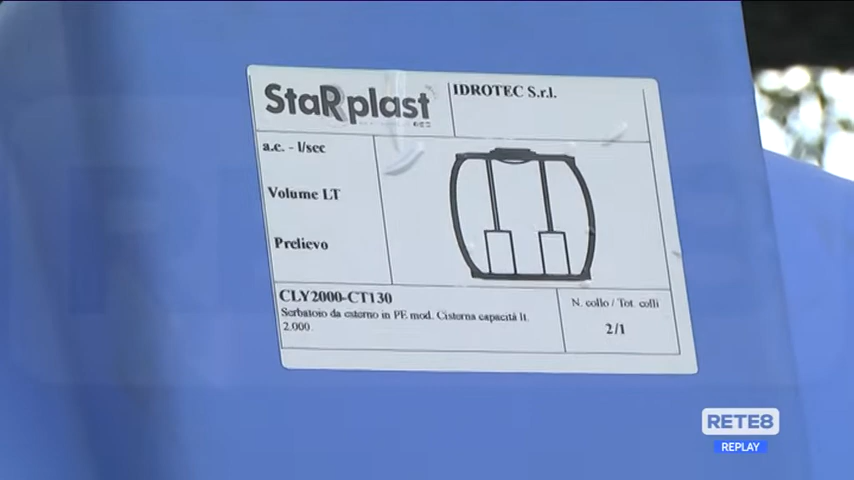 StaRplast
IDROTEC S.r.l.
a.c. - l/sec
Volume LT
Prelievo
CLY2000-CT130
Serbatoio da esterno in PE mod. Cisterna capacità lt.
2.000.
N. collo / Tot. colli
2/1
RETE8
REPLAY